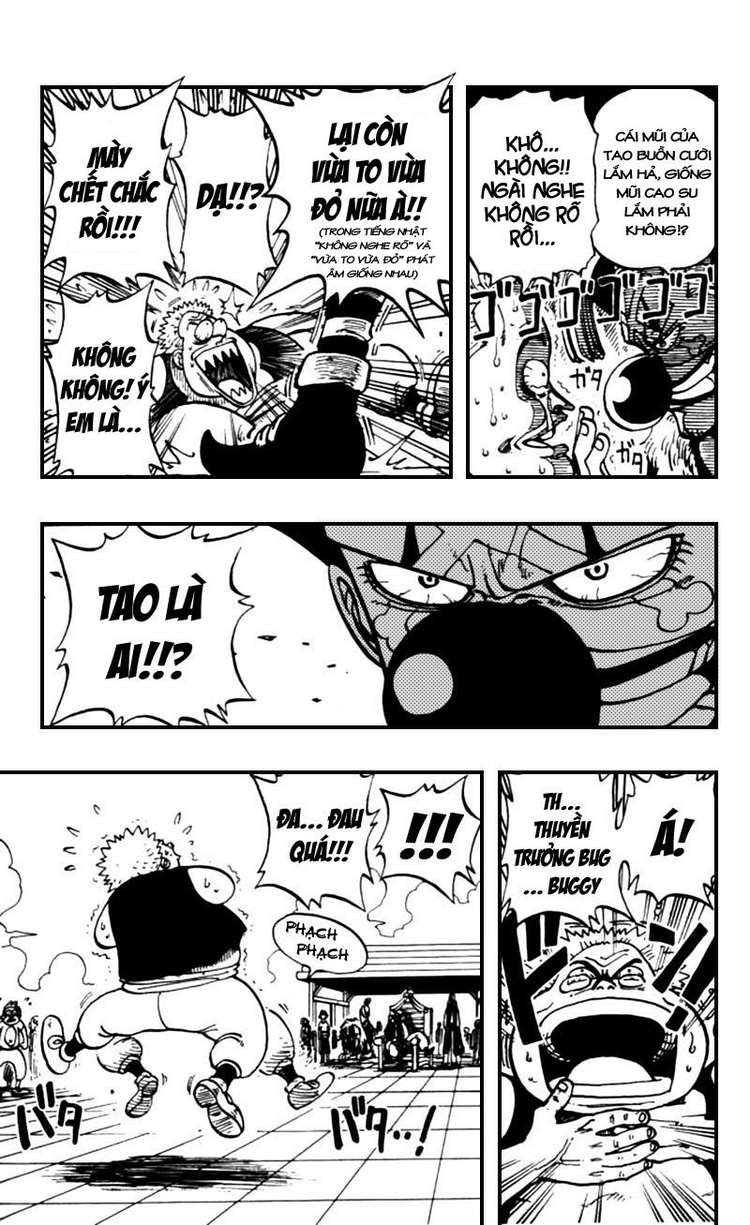 CÁI MŨI CỦA
TAO BUỒN CƯỜI
LẮM HẢ, GIỐNG
MŨI CAO SU
LẮM PHẢI
KHÔNG!?
KHÔ...
KHÔNG!!
NGÀI NGHE
KHÔNG RÕ
RỒI...
ゴゴゴゴゴ
ガタ
ガタ
LẠI CÒN
VỪA TO VỪA
ĐỎ NỮA À!!
(TRONG TIẾNG NHẬT
"KHÔNG NGHE RÕ" VÀ
"VỪA TO VỪA ĐỎ" PHÁT
ÂM GIỐNG NHAU)
DẠ!!!?
MÀY
CHẾT CHẮC
RỒI!!!
KHÔNG
KHÔNG! Ý
EM LÀ...
TAO LÀ
AI!!!?
Á!
TH...
THUYỀN
TRƯỞNG BUG
... BUGGY
ドドド!!
!!!
ĐA... ĐAU
QUÁ!!!
PHẠCH
PHẠCH
バタ
バタ..!